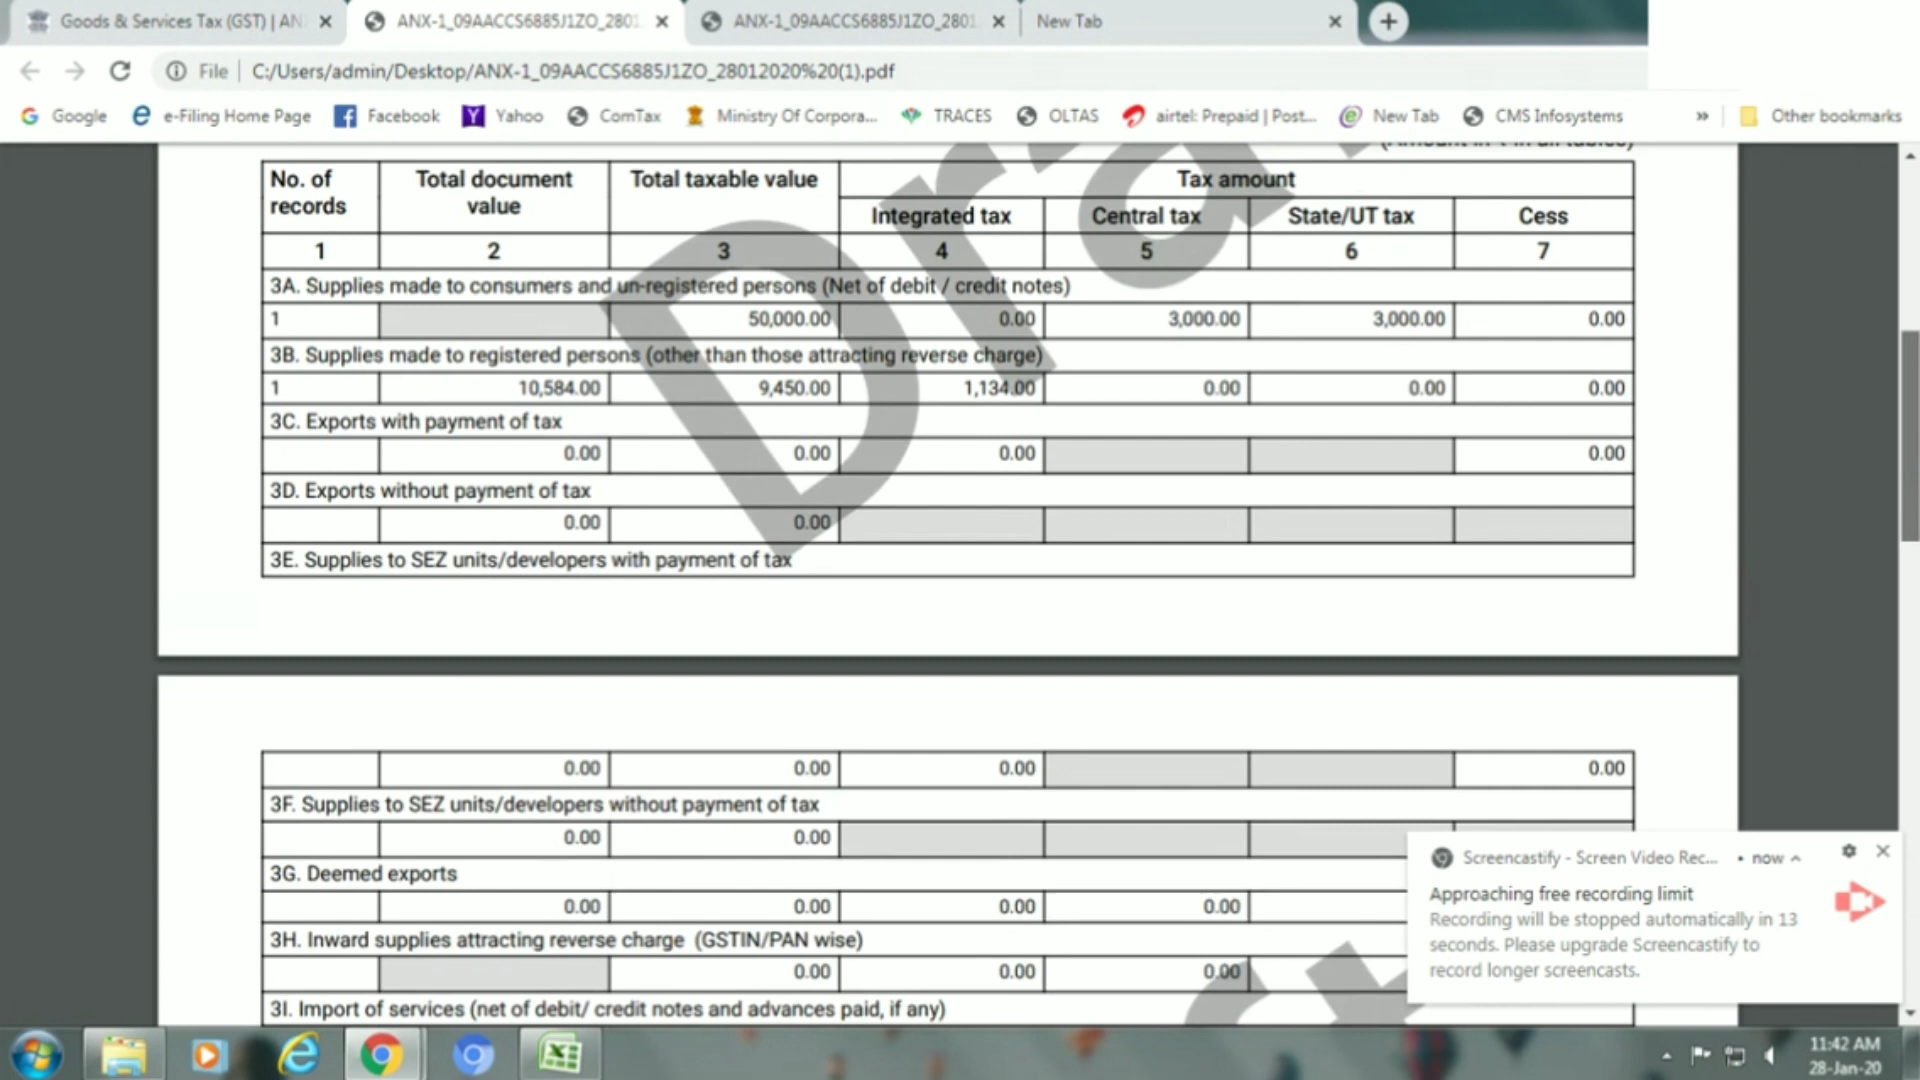 Goods & Services Tax (GST) | AN
ANX-1_09AACCS6885J1ZO_2801
ANX-1_09AACCS6885J1ZO_2801
New Tab
File
C:/Users/admin/Desktop/ANX-1_09AACCS6885J1ZO_28012020%20(1).pdf
Google
e-Filing Home Page
Facebook
Yahoo
ComTax
Ministry Of Corpora...
TRACES
OLTAS
airtel: Prepaid | Post...
New Tab
CMS Infosystems
»
Other bookmarks
(Amount in ₹ in all tables)
No. of records
Total document value
Total taxable value
Tax amount
Integrated tax
Central tax
State/UT tax
Cess
1 2 3 4 5 6 7
3A. Supplies made to consumers and un-registered persons (Net of debit / credit notes)
1 50,000.00 0.00 3,000.00 3,000.00 0.00
3B. Supplies made to registered persons (other than those attracting reverse charge)
1 10,584.00 9,450.00 1,134.00 0.00 0.00 0.00
3C. Exports with payment of tax
0.00 0.00 0.00 0.00
3D. Exports without payment of tax
0.00 0.00
3E. Supplies to SEZ units/developers with payment of tax
0.00 0.00 0.00 0.00
3F. Supplies to SEZ units/developers without payment of tax
0.00 0.00
3G. Deemed exports
0.00 0.00 0.00 0.00
3H. Inward supplies attracting reverse charge (GSTIN/PAN wise)
0.00 0.00 0.00
3I. Import of services (net of debit/ credit notes and advances paid, if any)
Screencastify - Screen Video Rec... • now
Approaching free recording limit
Recording will be stopped automatically in 13
seconds. Please upgrade Screencastify to
record longer screencasts.
11:42 AM
28-Jan-20